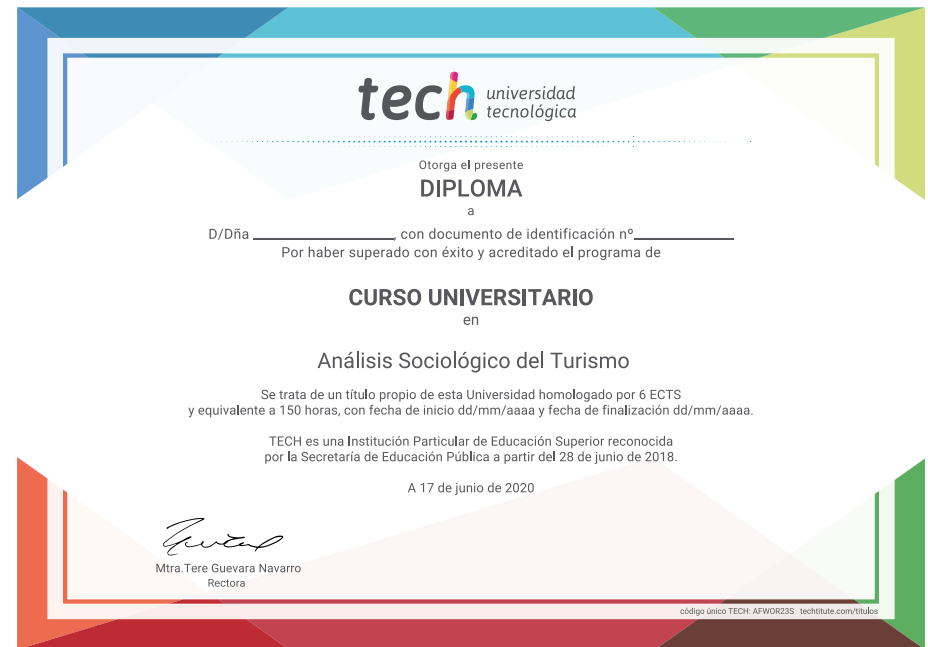 tech universidad
tecnológica
Otorga el presente
DIPLOMA
a
D/Dña ____________________, con documento de identificación nº______________
Por haber superado con éxito y acreditado el programa de
CURSO UNIVERSITARIO
en
Análisis Sociológico del Turismo
Se trata de un título propio de esta Universidad homologado por 6 ECTS
y equivalente a 150 horas, con fecha de inicio dd/mm/aaaa y fecha de finalización dd/mm/aaaa.
TECH es una Institución Particular de Educación Superior reconocida
por la Secretaría de Educación Pública a partir del 28 de junio de 2018.
A 17 de junio de 2020
Mtra.Tere Guevara Navarro
Rectora
código único TECH: AFWOR23S techtitute.com/titulos